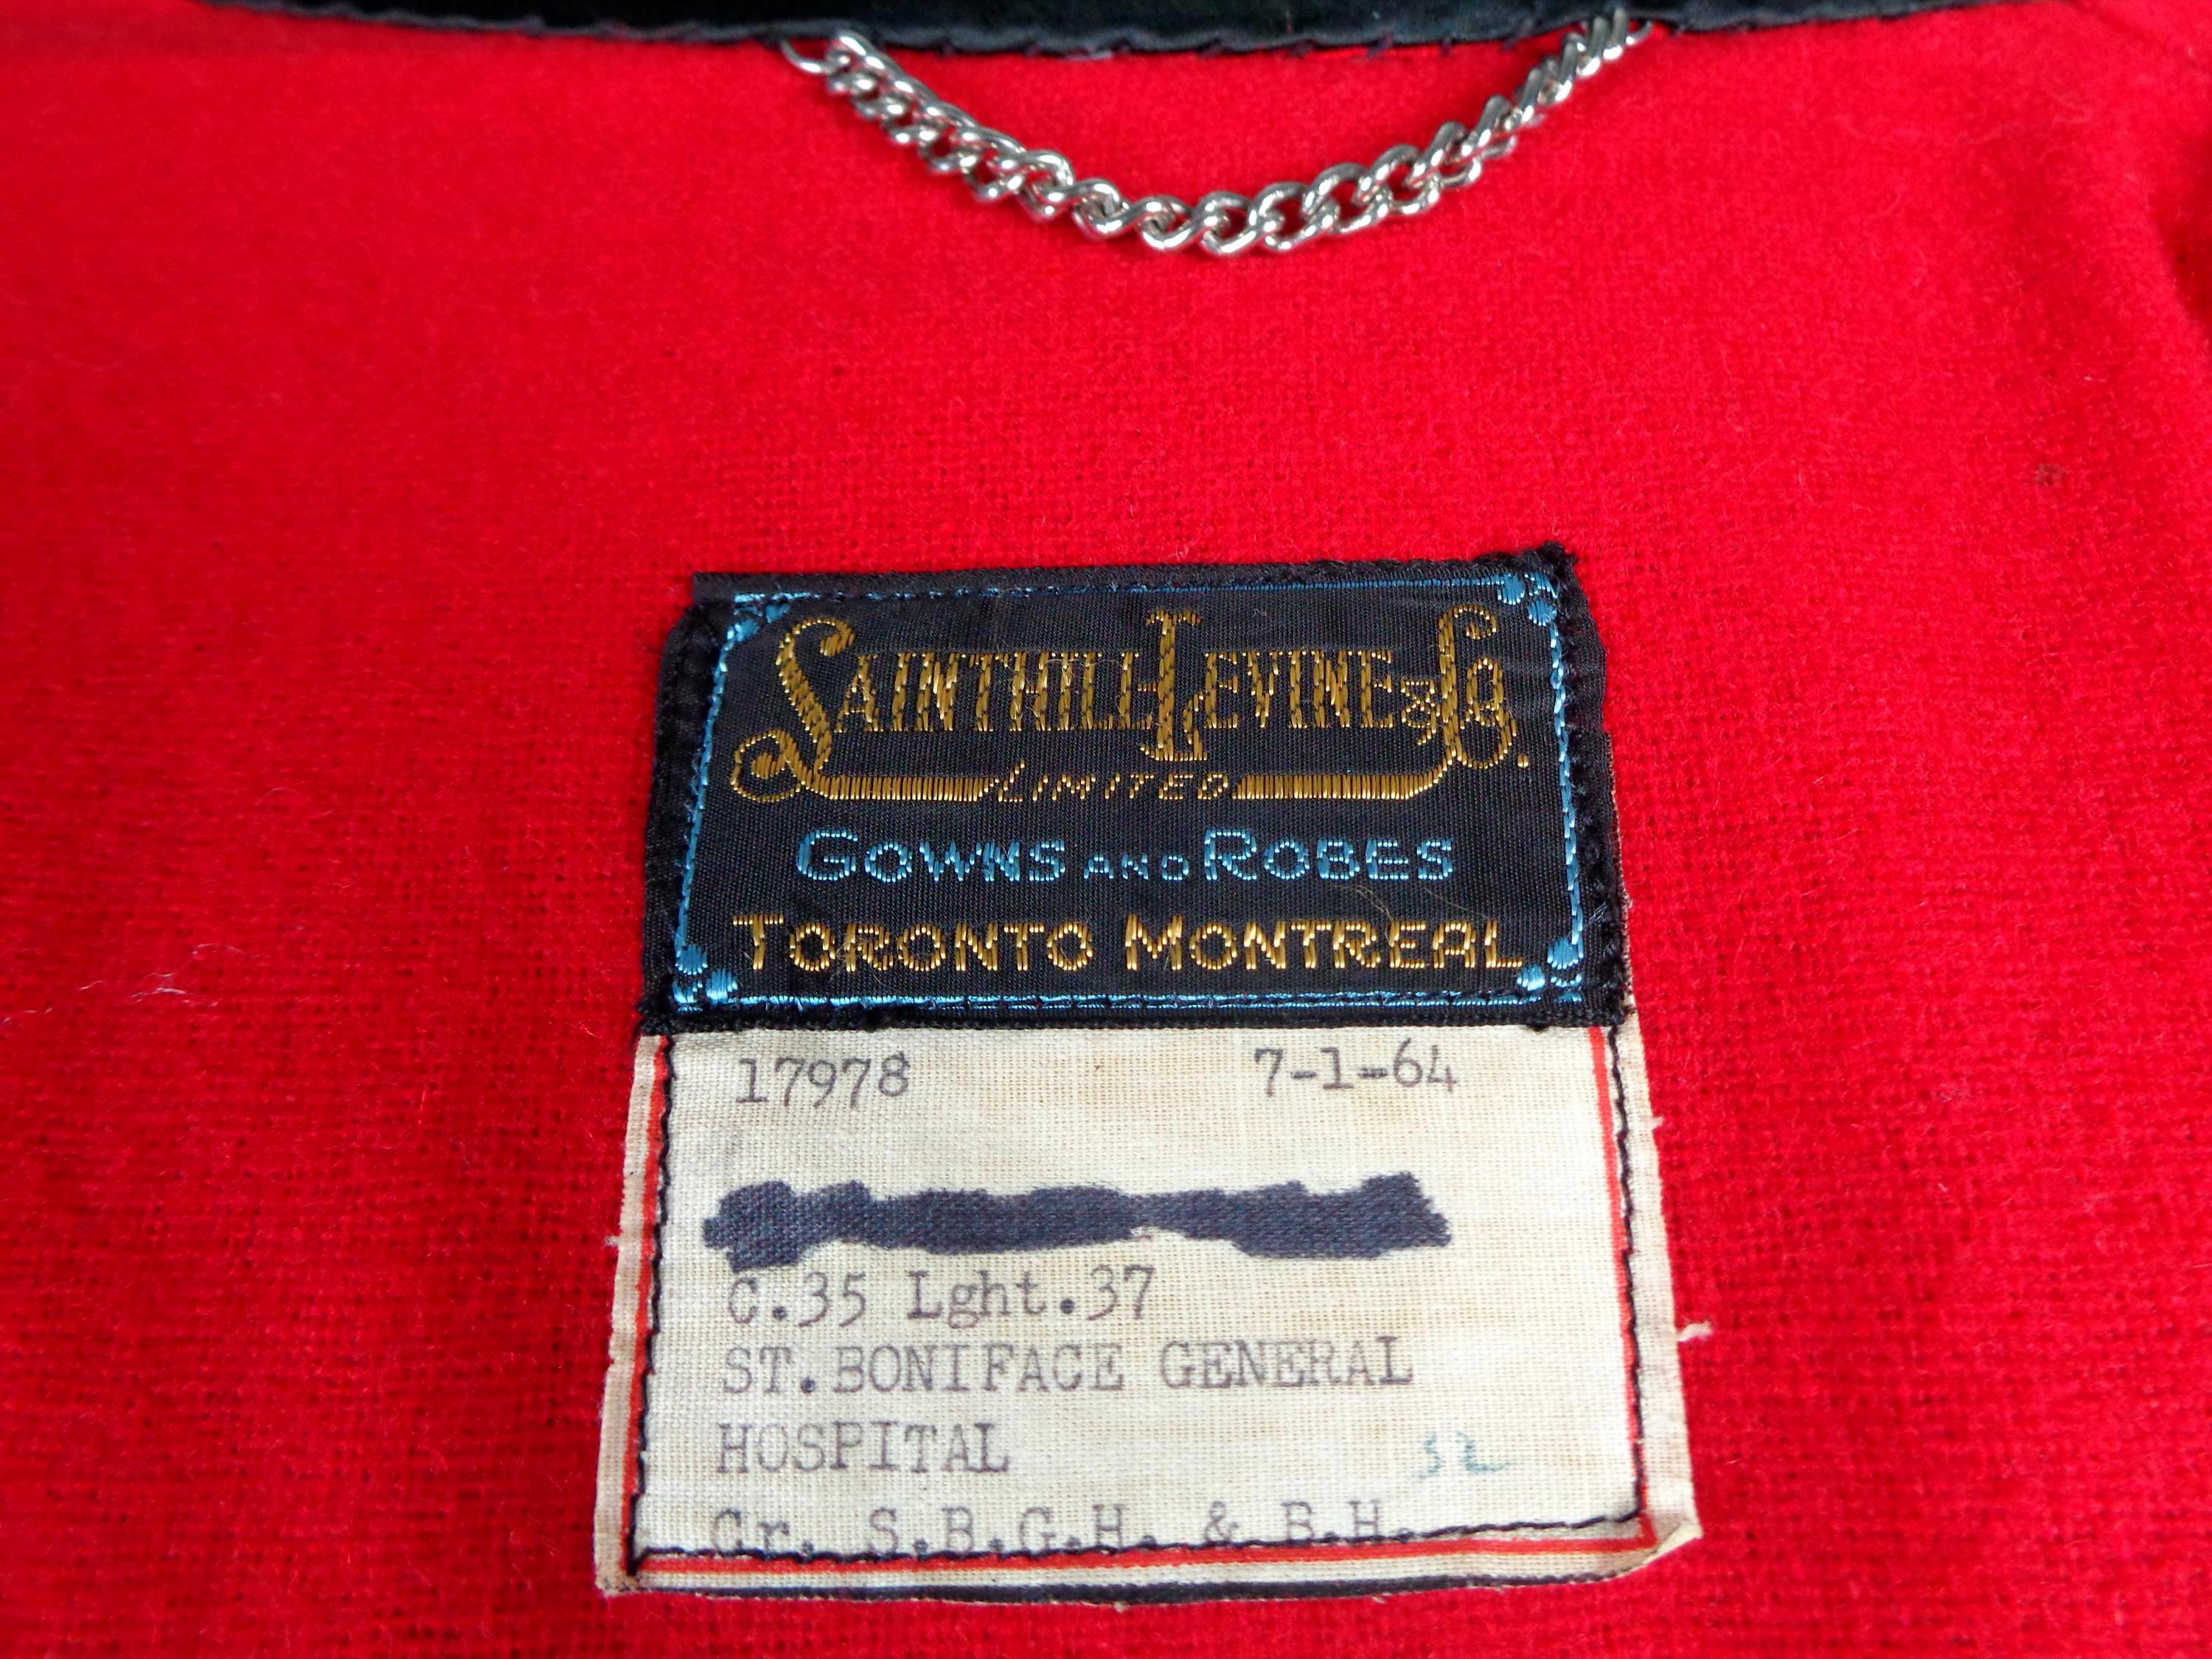 SAINTHILL-LEVINE & CO.
LIMITED
GOWNS AND ROBES
TORONTO MONTREAL
17978 7-1-64
C.35 Lght.37
ST.BONIFACE GENERAL
HOSPITAL 32
Cr. S.B.G.H. & B.H.